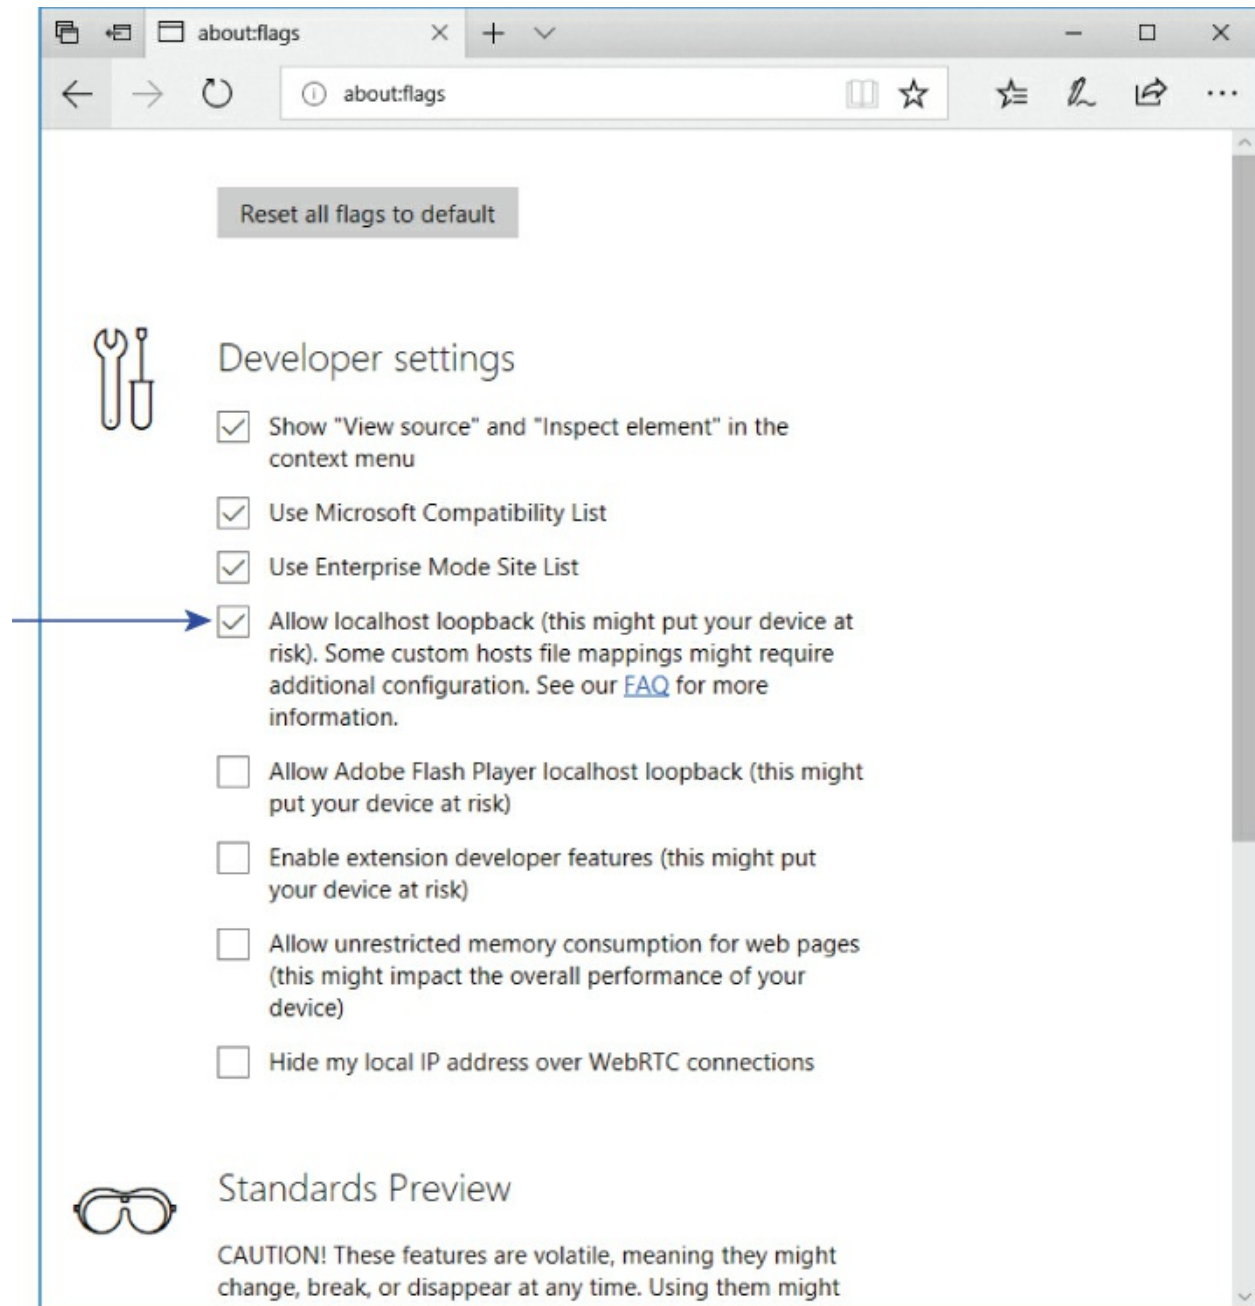 about:flags
about:flags
Reset all flags to default
Developer settings
Show "View source" and "Inspect element" in the
context menu
Use Microsoft Compatibility List
Use Enterprise Mode Site List
Allow localhost loopback (this might put your device at
risk). Some custom hosts file mappings might require
additional configuration. See our FAQ for more
information.
Allow Adobe Flash Player localhost loopback (this might
put your device at risk)
Enable extension developer features (this might put
your device at risk)
Allow unrestricted memory consumption for web pages
(this might impact the overall performance of your
device)
Hide my local IP address over WebRTC connections
Standards Preview
CAUTION! These features are volatile, meaning they might
change, break, or disappear at any time. Using them might